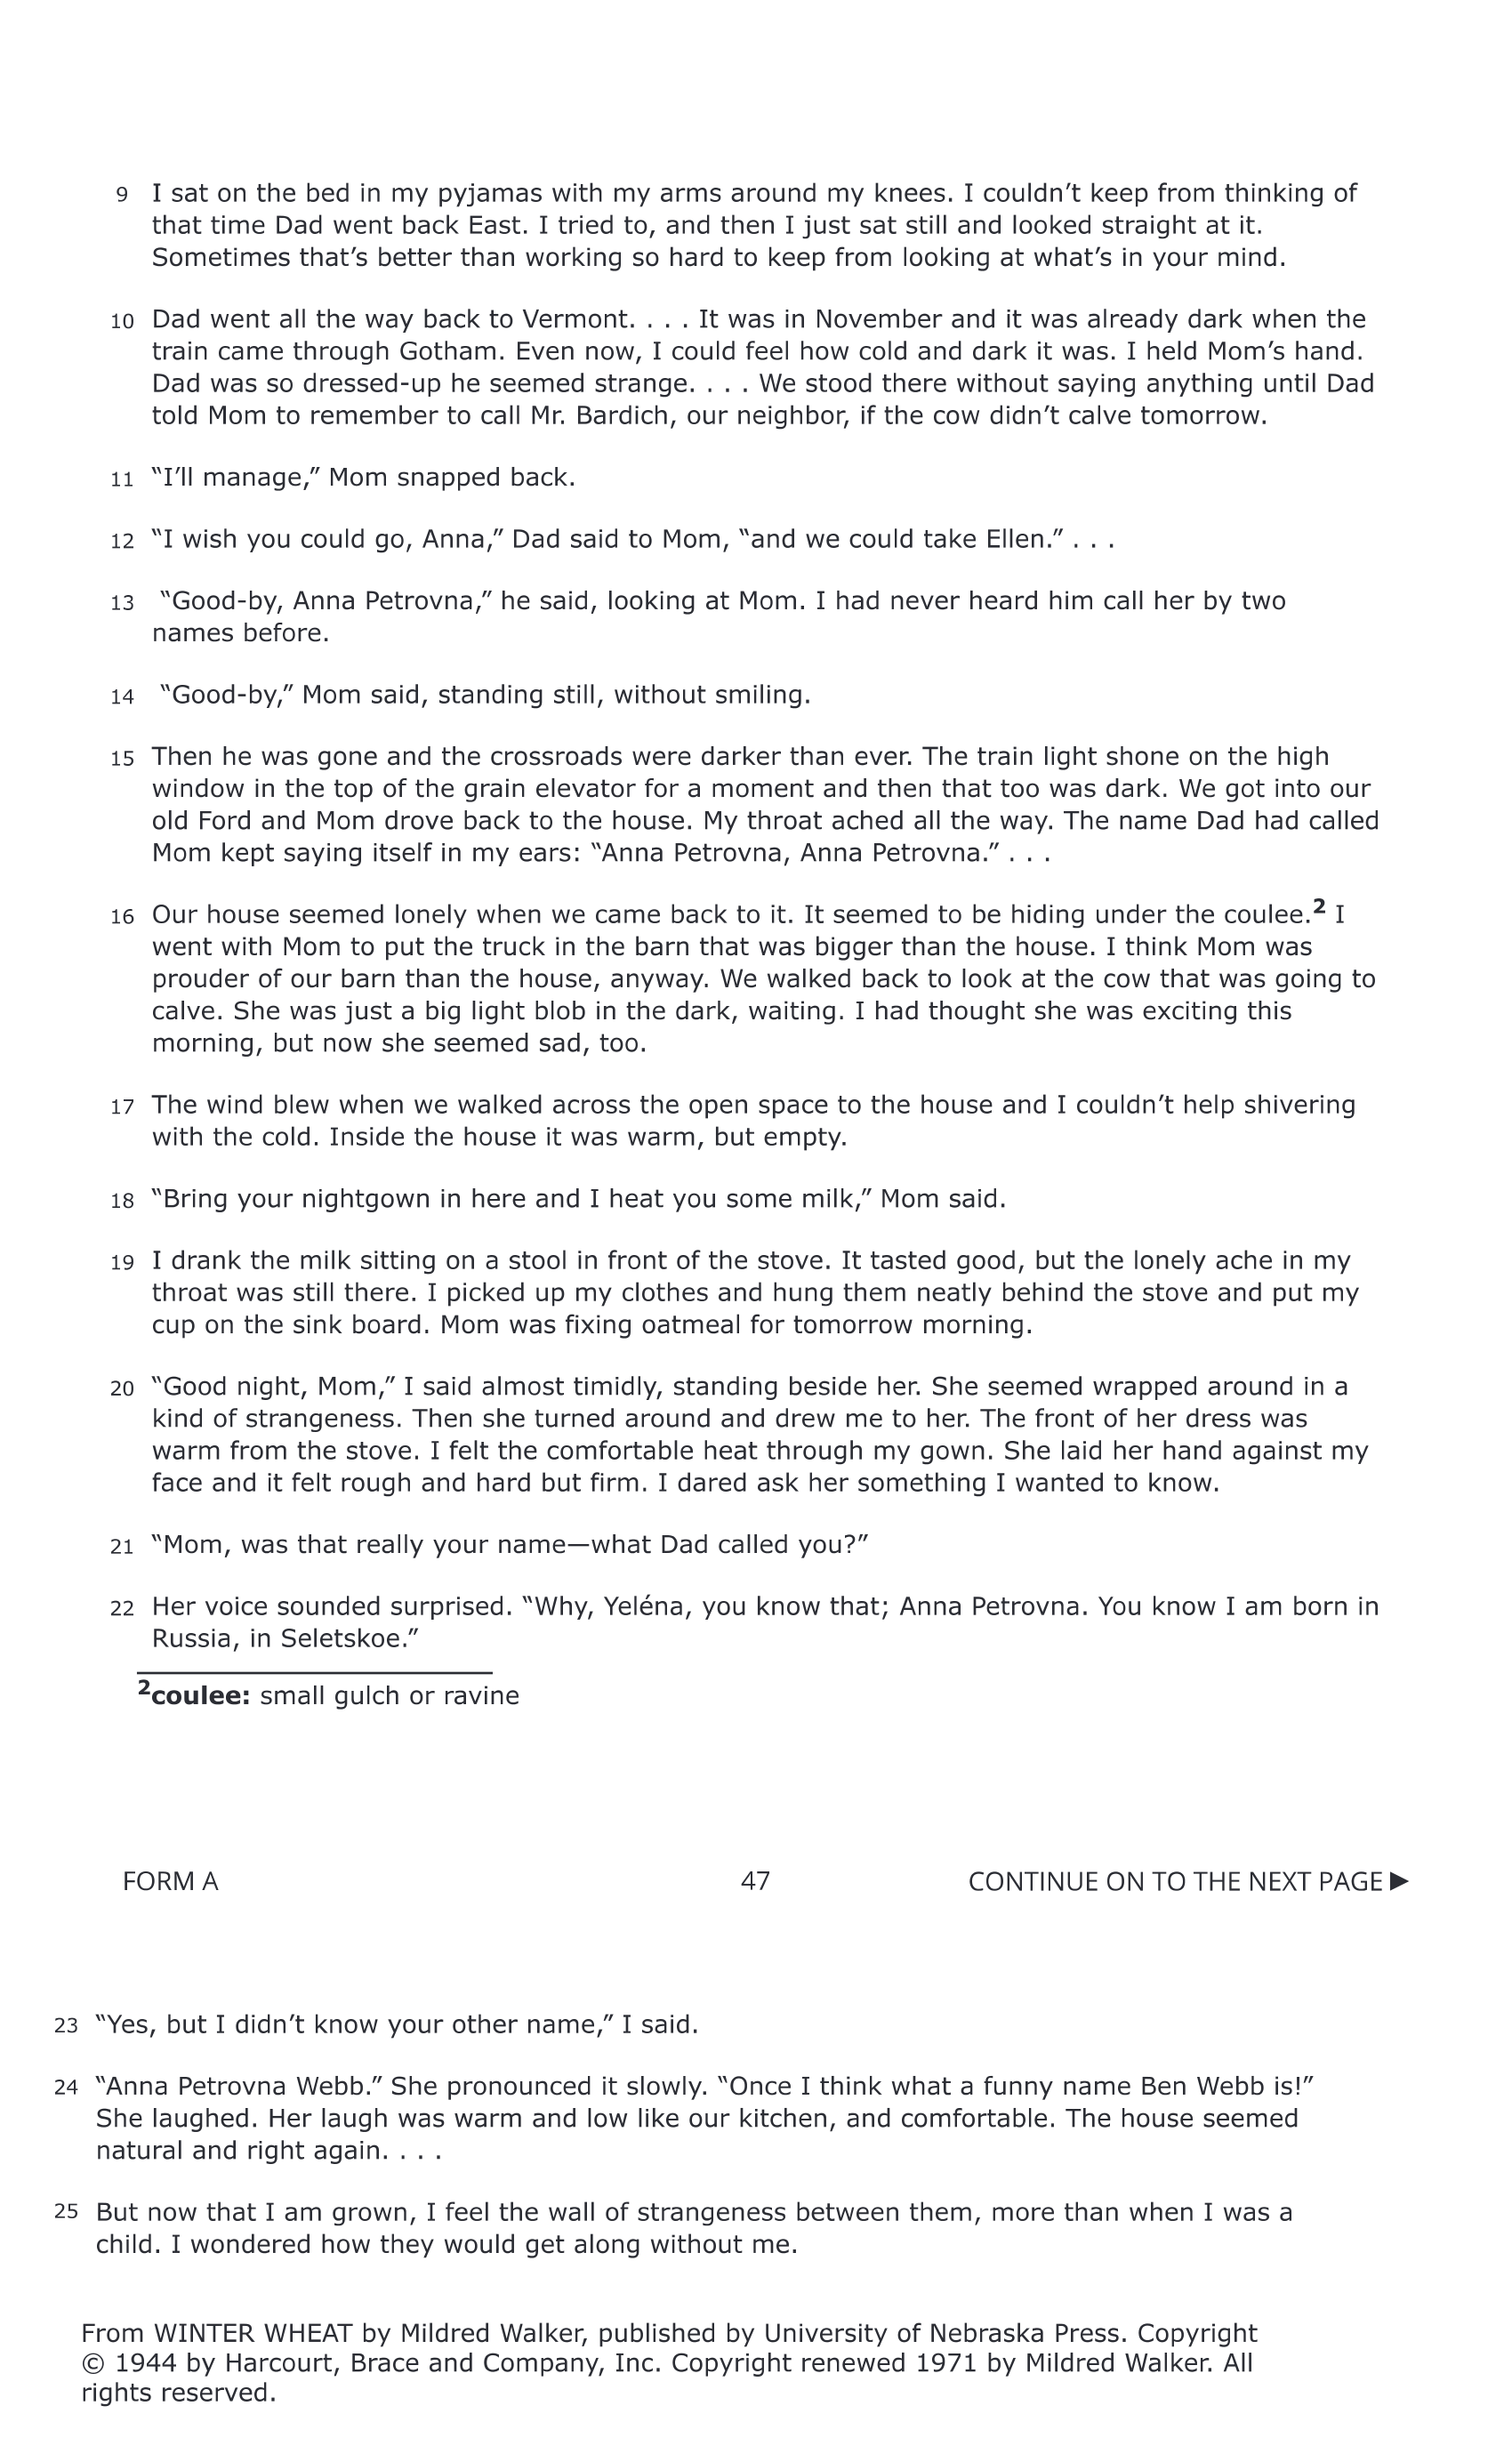 9 I sat on the bed in my pyjamas with my arms around my knees. I couldn’t keep from thinking of
that time Dad went back East. I tried to, and then I just sat still and looked straight at it.
Sometimes that’s better than working so hard to keep from looking at what’s in your mind.
10 Dad went all the way back to Vermont. . . . It was in November and it was already dark when the
train came through Gotham. Even now, I could feel how cold and dark it was. I held Mom’s hand.
Dad was so dressed-up he seemed strange. . . . We stood there without saying anything until Dad
told Mom to remember to call Mr. Bardich, our neighbor, if the cow didn’t calve tomorrow.
11 “I’ll manage,” Mom snapped back.
12 “I wish you could go, Anna,” Dad said to Mom, “and we could take Ellen.” . . .
13 “Good-by, Anna Petrovna,” he said, looking at Mom. I had never heard him call her by two
names before.
14 “Good-by,” Mom said, standing still, without smiling.
15 Then he was gone and the crossroads were darker than ever. The train light shone on the high
window in the top of the grain elevator for a moment and then that too was dark. We got into our
old Ford and Mom drove back to the house. My throat ached all the way. The name Dad had called
Mom kept saying itself in my ears: “Anna Petrovna, Anna Petrovna.” . . .
16 Our house seemed lonely when we came back to it. It seemed to be hiding under the coulee.2 I
went with Mom to put the truck in the barn that was bigger than the house. I think Mom was
prouder of our barn than the house, anyway. We walked back to look at the cow that was going to
calve. She was just a big light blob in the dark, waiting. I had thought she was exciting this
morning, but now she seemed sad, too.
17 The wind blew when we walked across the open space to the house and I couldn’t help shivering
with the cold. Inside the house it was warm, but empty.
18 “Bring your nightgown in here and I heat you some milk,” Mom said.
19 I drank the milk sitting on a stool in front of the stove. It tasted good, but the lonely ache in my
throat was still there. I picked up my clothes and hung them neatly behind the stove and put my
cup on the sink board. Mom was fixing oatmeal for tomorrow morning.
20 “Good night, Mom,” I said almost timidly, standing beside her. She seemed wrapped around in a
kind of strangeness. Then she turned around and drew me to her. The front of her dress was
warm from the stove. I felt the comfortable heat through my gown. She laid her hand against my
face and it felt rough and hard but firm. I dared ask her something I wanted to know.
21 “Mom, was that really your name—what Dad called you?”
22 Her voice sounded surprised. “Why, Yeléna, you know that; Anna Petrovna. You know I am born in
Russia, in Seletskoe.”
2coulee: small gulch or ravine
FORM A 47 CONTINUE ON TO THE NEXT PAGE ▶
23 “Yes, but I didn’t know your other name,” I said.
24 “Anna Petrovna Webb.” She pronounced it slowly. “Once I think what a funny name Ben Webb is!”
She laughed. Her laugh was warm and low like our kitchen, and comfortable. The house seemed
natural and right again. . . .
25 But now that I am grown, I feel the wall of strangeness between them, more than when I was a
child. I wondered how they would get along without me.
From WINTER WHEAT by Mildred Walker, published by University of Nebraska Press. Copyright
© 1944 by Harcourt, Brace and Company, Inc. Copyright renewed 1971 by Mildred Walker. All
rights reserved.